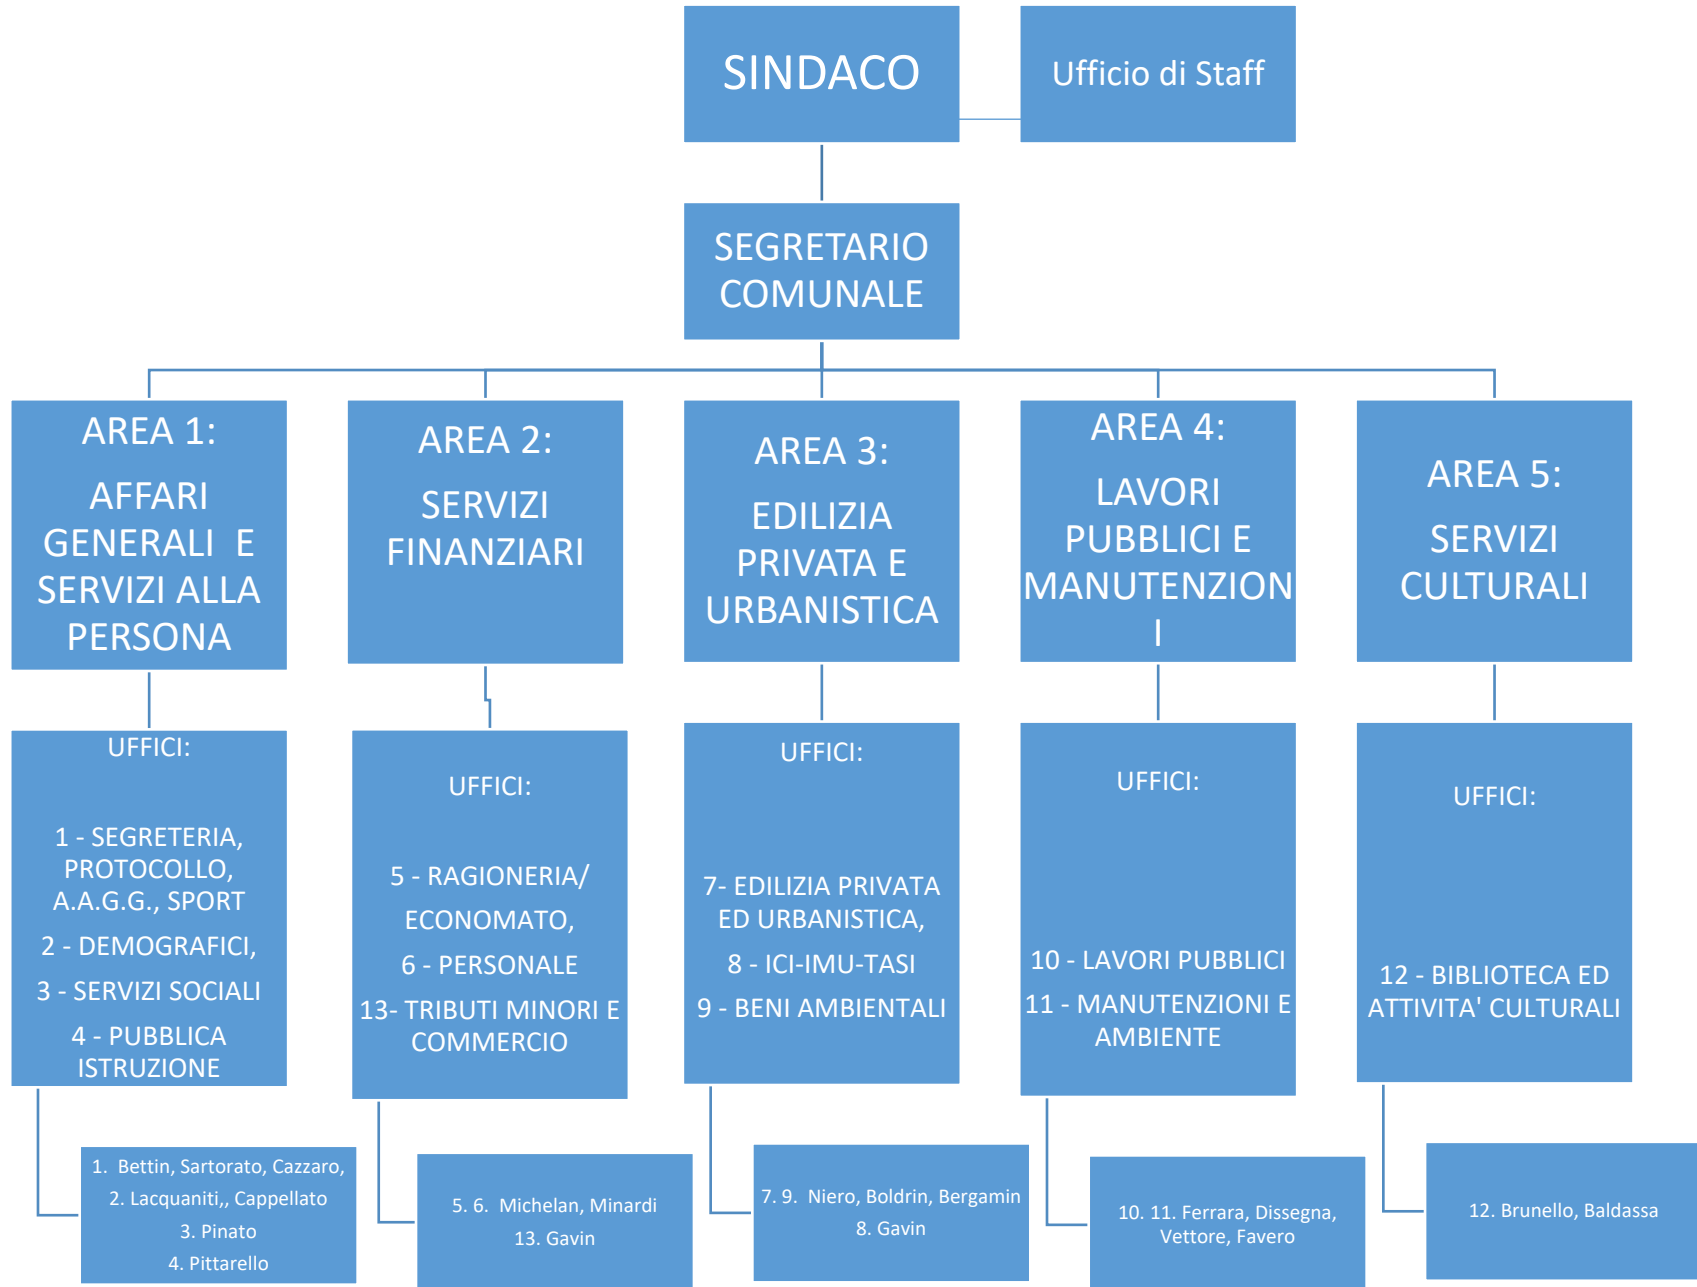 SINDACO
Ufficio di Staff
SEGRETARIO
COMUNALE
AREA 1:
AFFARI
GENERALI  E
SERVIZI ALLA
PERSONA
AREA 2:
SERVIZI
FINANZIARI
AREA 3:
EDILIZIA
PRIVATA E
URBANISTICA
AREA 4:
LAVORI
PUBBLICI E
MANUTENZION
I
AREA 5:
SERVIZI
CULTURALI
UFFICI:
1 - SEGRETERIA,
PROTOCOLLO,
A.A.G.G., SPORT
2 - DEMOGRAFICI,
3 - SERVIZI SOCIALI
4 - PUBBLICA
ISTRUZIONE
UFFICI:
5 - RAGIONERIA/
ECONOMATO,
6 - PERSONALE
13- TRIBUTI MINORI E
COMMERCIO
UFFICI:
7- EDILIZIA PRIVATA
ED URBANISTICA,
8 - ICI-IMU-TASI
9 - BENI AMBIENTALI
UFFICI:
10 - LAVORI PUBBLICI
11 - MANUTENZIONI E
AMBIENTE
UFFICI:
12 - BIBLIOTECA ED
ATTIVITA' CULTURALI
1.  Bettin, Sartorato, Cazzaro,
2. Lacquaniti,, Cappellato
3. Pinato
4. Pittarello
5. 6.  Michelan, Minardi
13. Gavin
7. 9.  Niero, Boldrin, Bergamin
8. Gavin
10. 11. Ferrara, Dissegna,
Vettore, Favero
12. Brunello, Baldassa